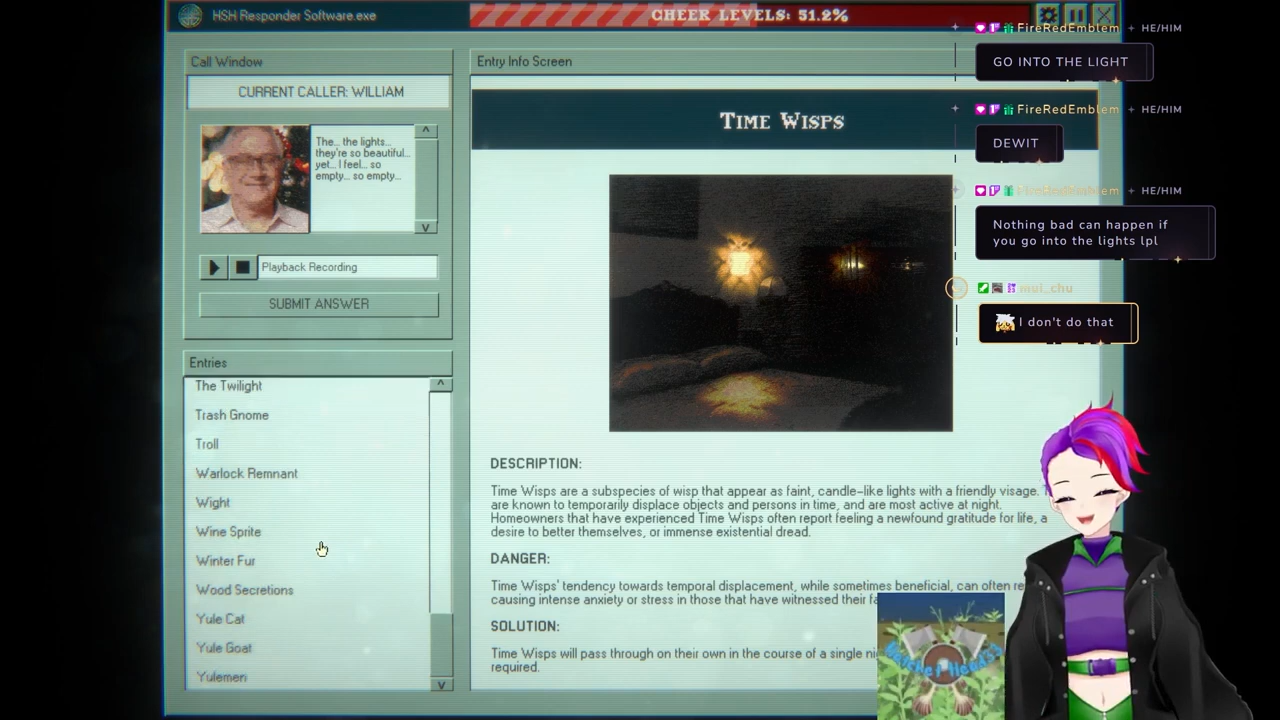 HSH Responder Software.exe
CHEER LEVELS: 51.2%
Call Window
CURRENT CALLER: WILLIAM
The... the lights...
they're so beautiful...
yet... I feel... so
empty... so empty...
Playback Recording
SUBMIT ANSWER
Entries
The Twilight
Trash Gnome
Troll
Warlock Remnant
Wight
Wine Sprite
Winter Fur
Wood Secretions
Yule Cat
Yule Goat
Yulemen
Entry Info Screen
TIME WISPS
DESCRIPTION:
Time Wisps are a subspecies of wisp that appear as faint, candle-like lights with a friendly visage.
are known to temporarily displace objects and persons in time, and are most active at night.
Homeowners that have experienced Time Wisps often report feeling a newfound gratitude for life, a
desire to better themselves, or immense existential dread.
DANGER:
Time Wisps' tendency towards temporal displacement, while sometimes beneficial, can often
causing intense anxiety or stress in those that have witnessed their
SOLUTION:
Time Wisps will pass through on their own in the course of a single
required.
FireRedEmblem + HE/HIM
GO INTO THE LIGHT
FireRedEmblem + HE/HIM
DEWIT
FireRedEmblem + HE/HIM
Nothing bad can happen if
you go into the lights lpl
mui_chu
I don't do that